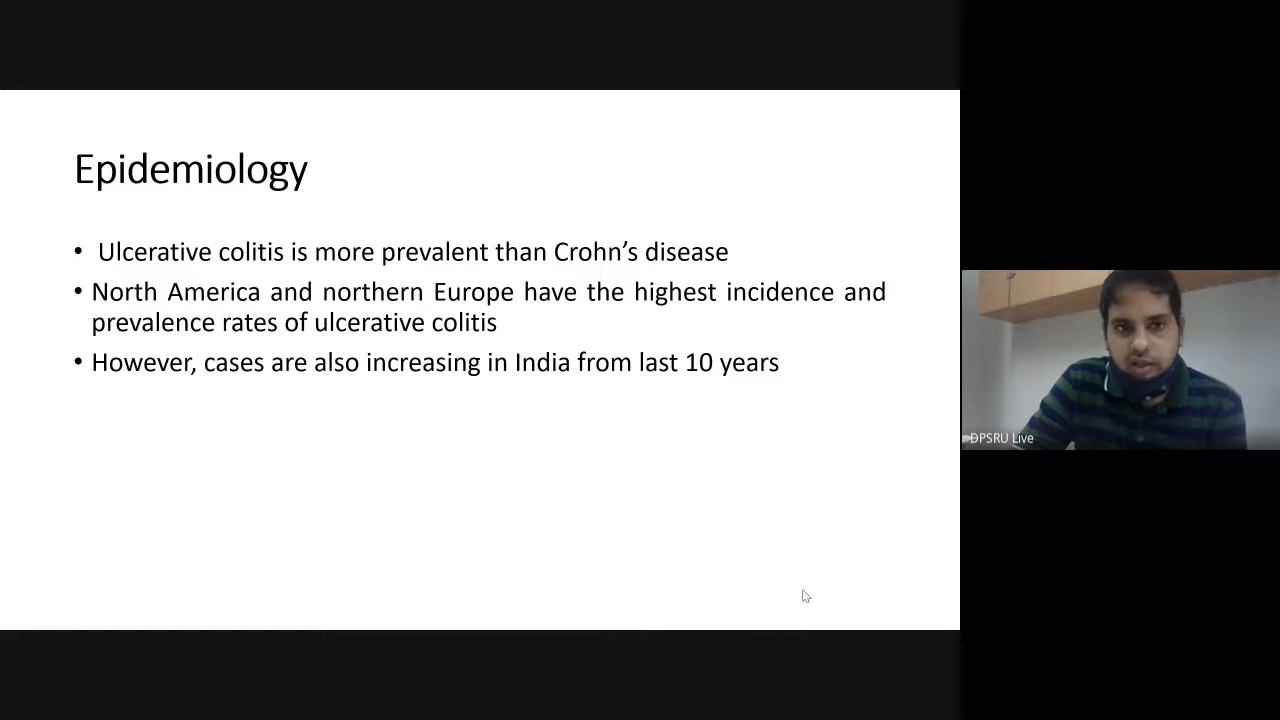 Epidemiology
• Ulcerative colitis is more prevalent than Crohn’s disease
• North America and northern Europe have the highest incidence and
prevalence rates of ulcerative colitis
• However, cases are also increasing in India from last 10 years
DPSRU Live